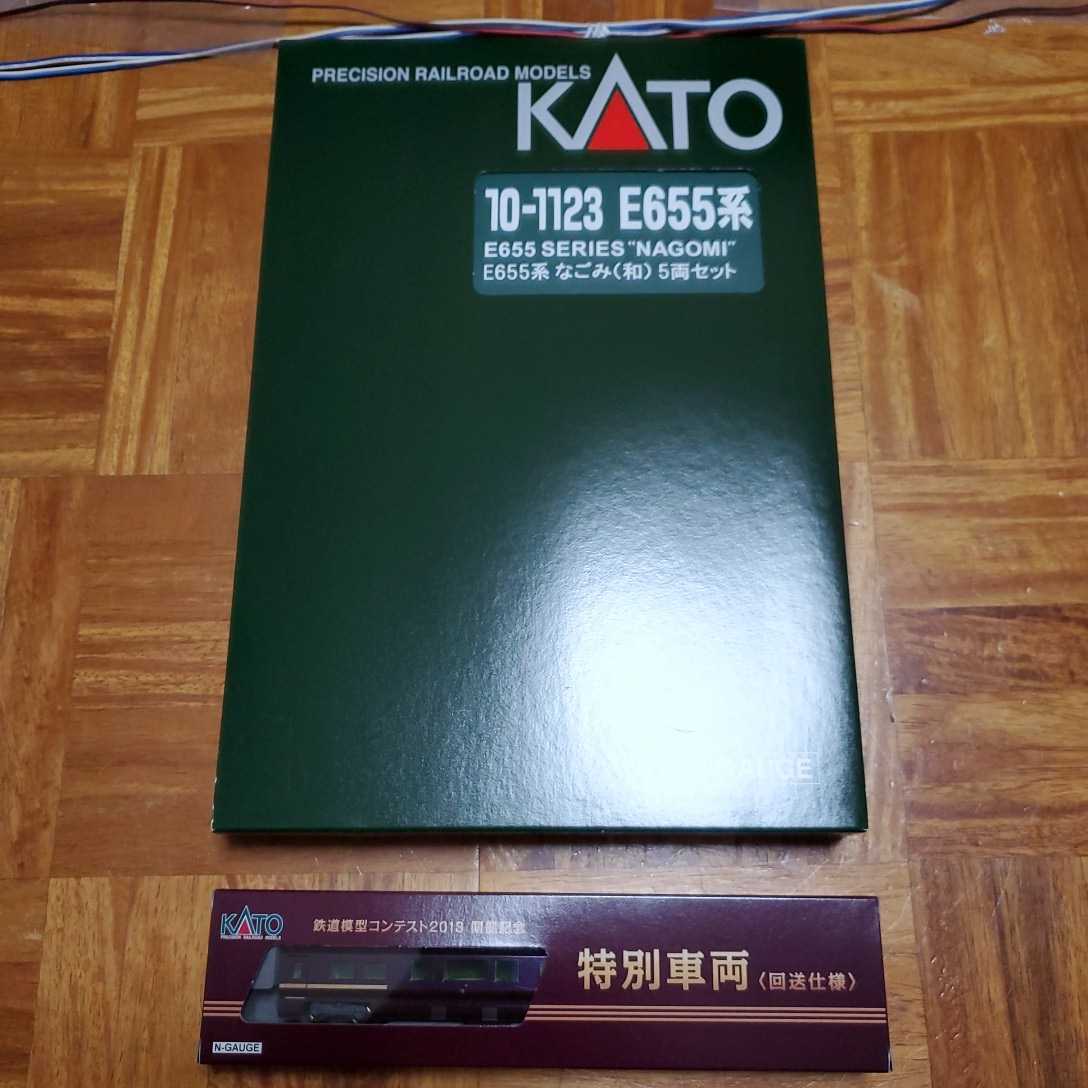 PRECISION RAILROAD MODELS
KATO
10-1123 E655系
E655 SERIES "NAGOMI"
E655系 なごみ(和) 5両セット
GAUGE
KATO
PRECISION RAILROAD MODELS
鉄道模型コンテスト2013 開催記念
特別車両〈回送仕様〉
N-GAUGE